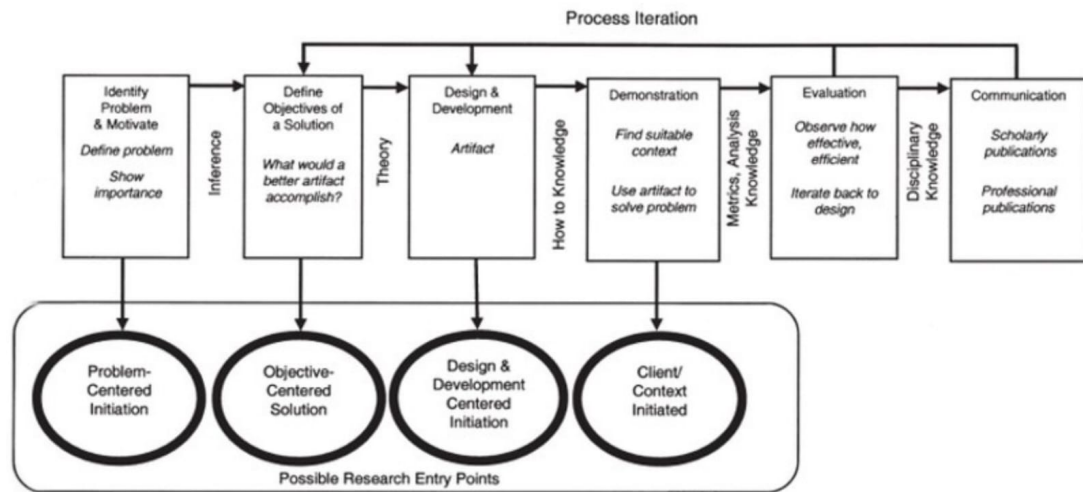 Process Iteration
Identify
Problem
& Motivate
Define problem
Show
importance
Inference
Define
Objectives of
a Solution
What would a
better artifact
accomplish?
Theory
Design &
Development
Artifact
How to Knowledge
Demonstration
Find suitable
context
Use artifact to
solve problem
Metrics, Analysis
Knowledge
Evaluation
Observe how
effective,
efficient
Iterate back to
design
Disciplinary
Knowledge
Communication
Scholarly
publications
Professional
publications
Problem-
Centered
Initiation
Objective-
Centered
Solution
Design &
Development
Centered
Initiation
Client/
Context
Initiated
Possible Research Entry Points